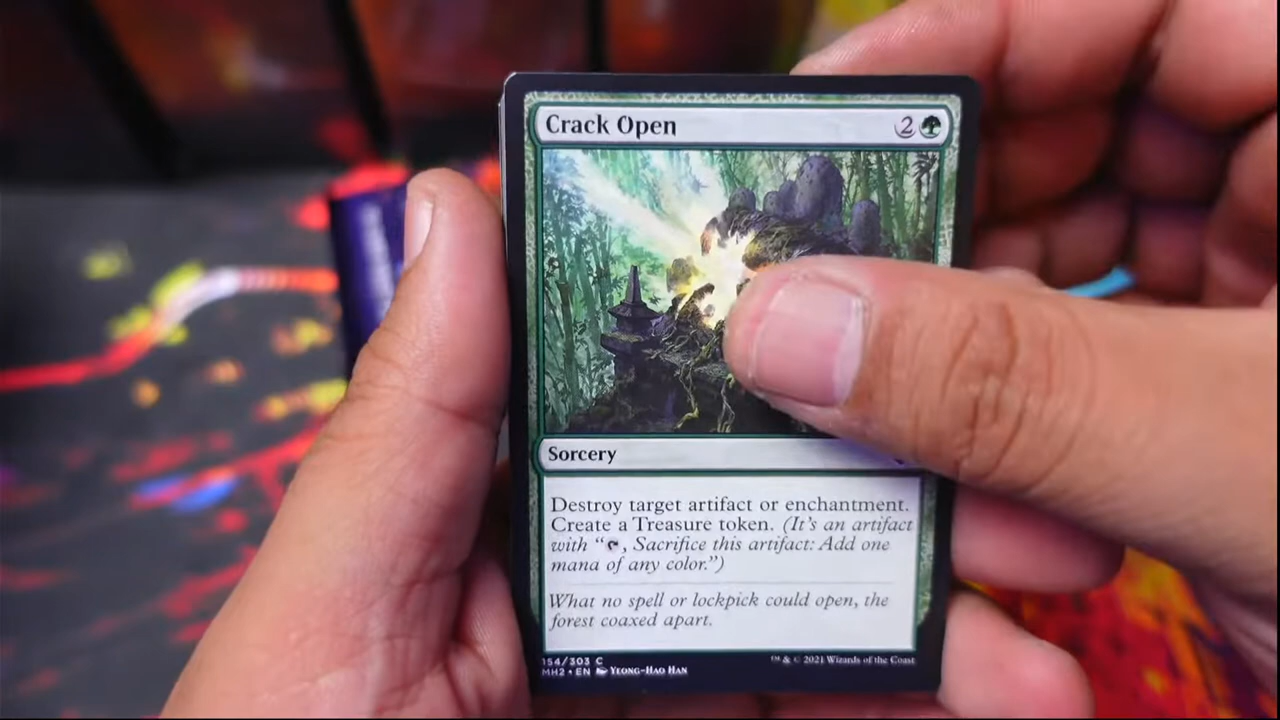 Crack Open 2
Sorcery
Destroy target artifact or enchantment.
Create a Treasure token. (It's an artifact
with “, Sacrifice this artifact: Add one
mana of any color.”)
What no spell or lockpick could open, the
forest coaxed apart.
154/303 C
MH2 • EN Yeong-Hao Han
™ & © 2021 Wizards of the Coast